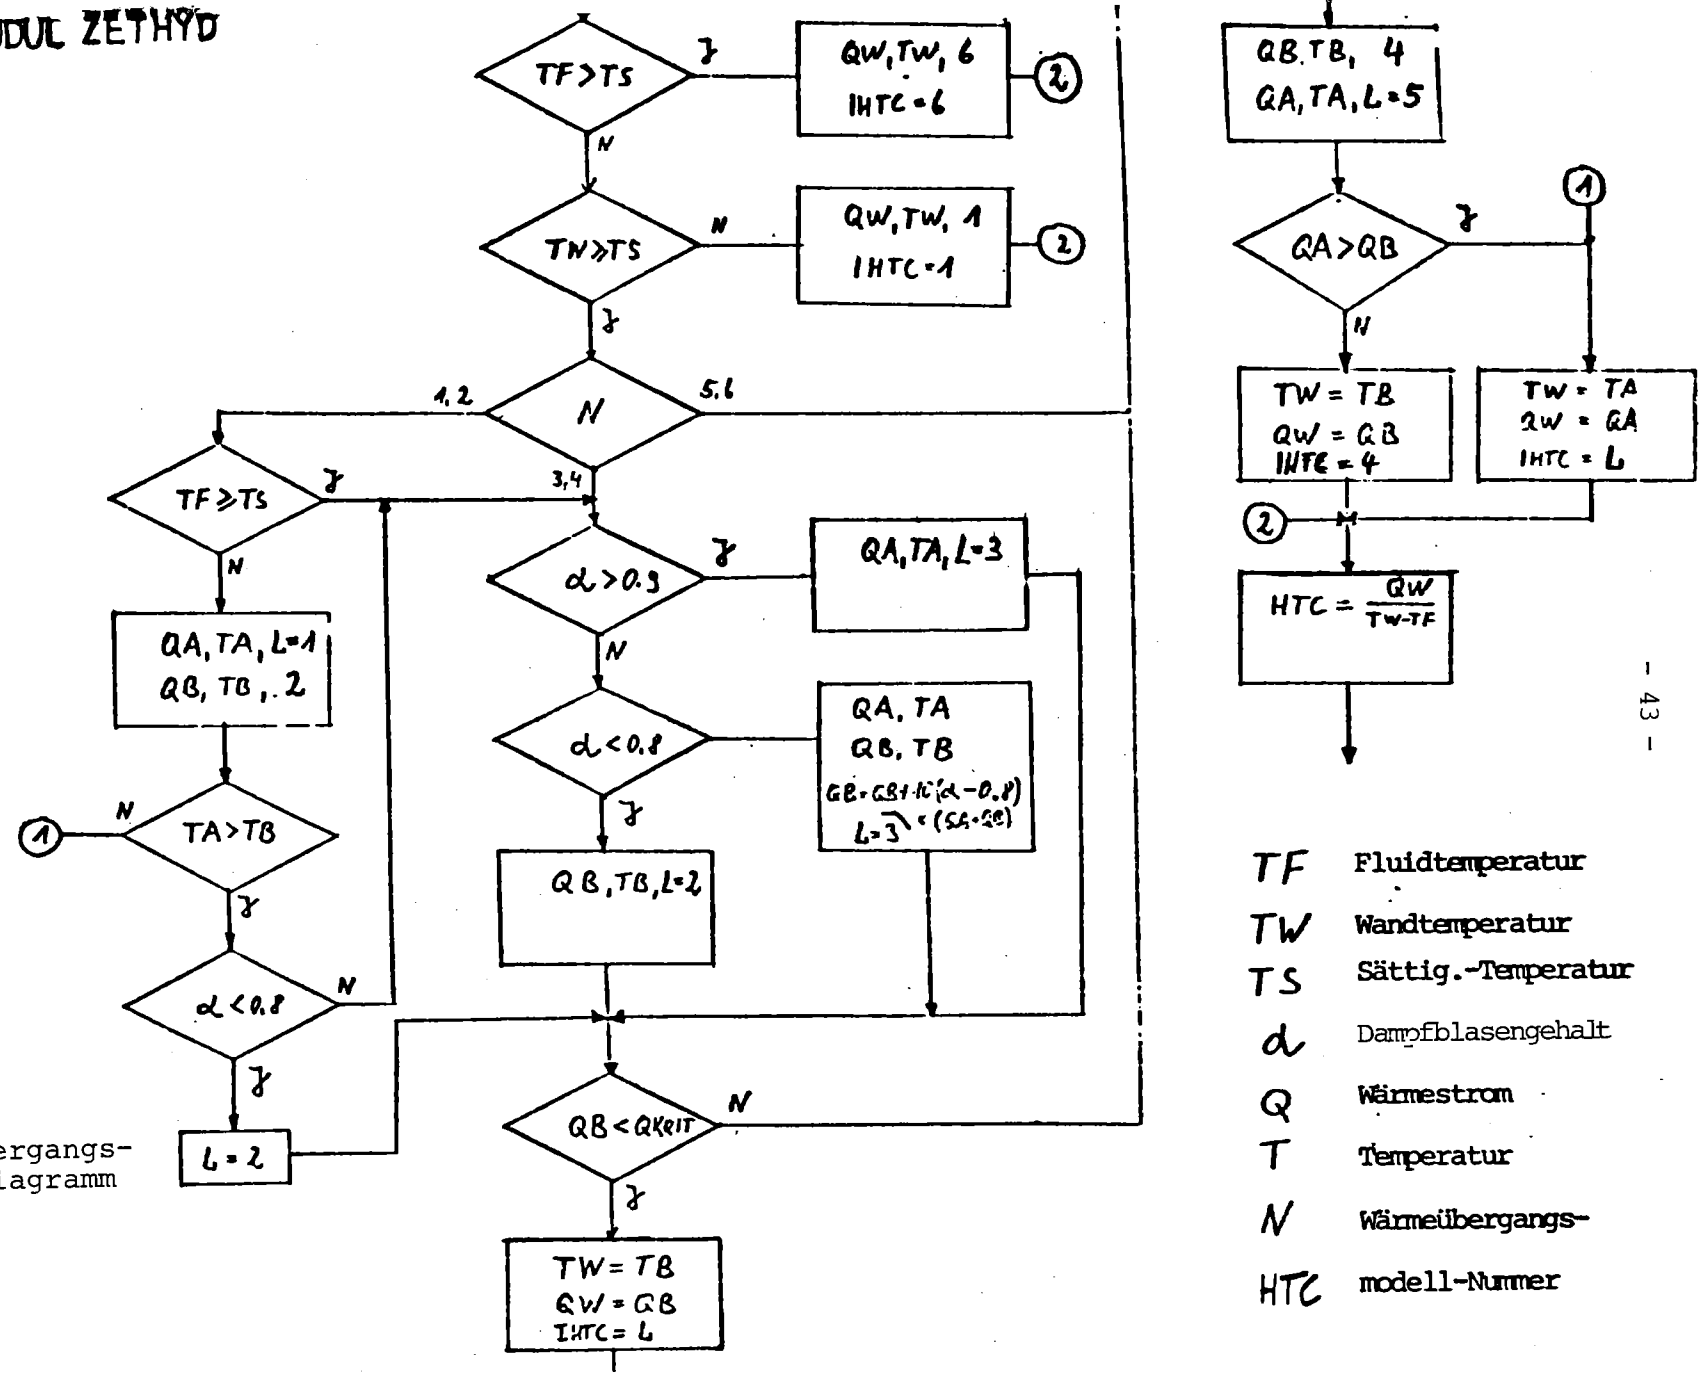 ZETHYD
TF>TS
J
N
QW,TW, 6
IHTC=6
2
TW≥TS
N
J
QW,TW, 1
IHTC=1
2
N
1,2
5,6
3,4
TF≥TS
J
N
QA,TA,L=1
QB,TB,.2
TA>TB
N
J
1
α<0.8
N
J
L=2
ergangs-
iagramm
α>0.9
J
N
QA,TA,L=3
α<0.8
J
QA, TA
QB, TB
L=3
QB,TB,L=2
QB<QKRIT
N
J
TW=TB
QW=QB
IHTC=L
QB.TB, 4
QA,TA,L=5
QA>QB
J
N
1
TW=TB
QW=QB
IHTC=4
TW=TA
QW=QA
IHTC=L
2
HTC = QW
TW-TF
- 43 -
TF Fluidtemperatur
TW Wandtemperatur
TS Sättig.-Temperatur
α Dampfblasengehalt
Q Wärmestrom
T Temperatur
N Wärmeübergangs-
HTC modell-Nummer